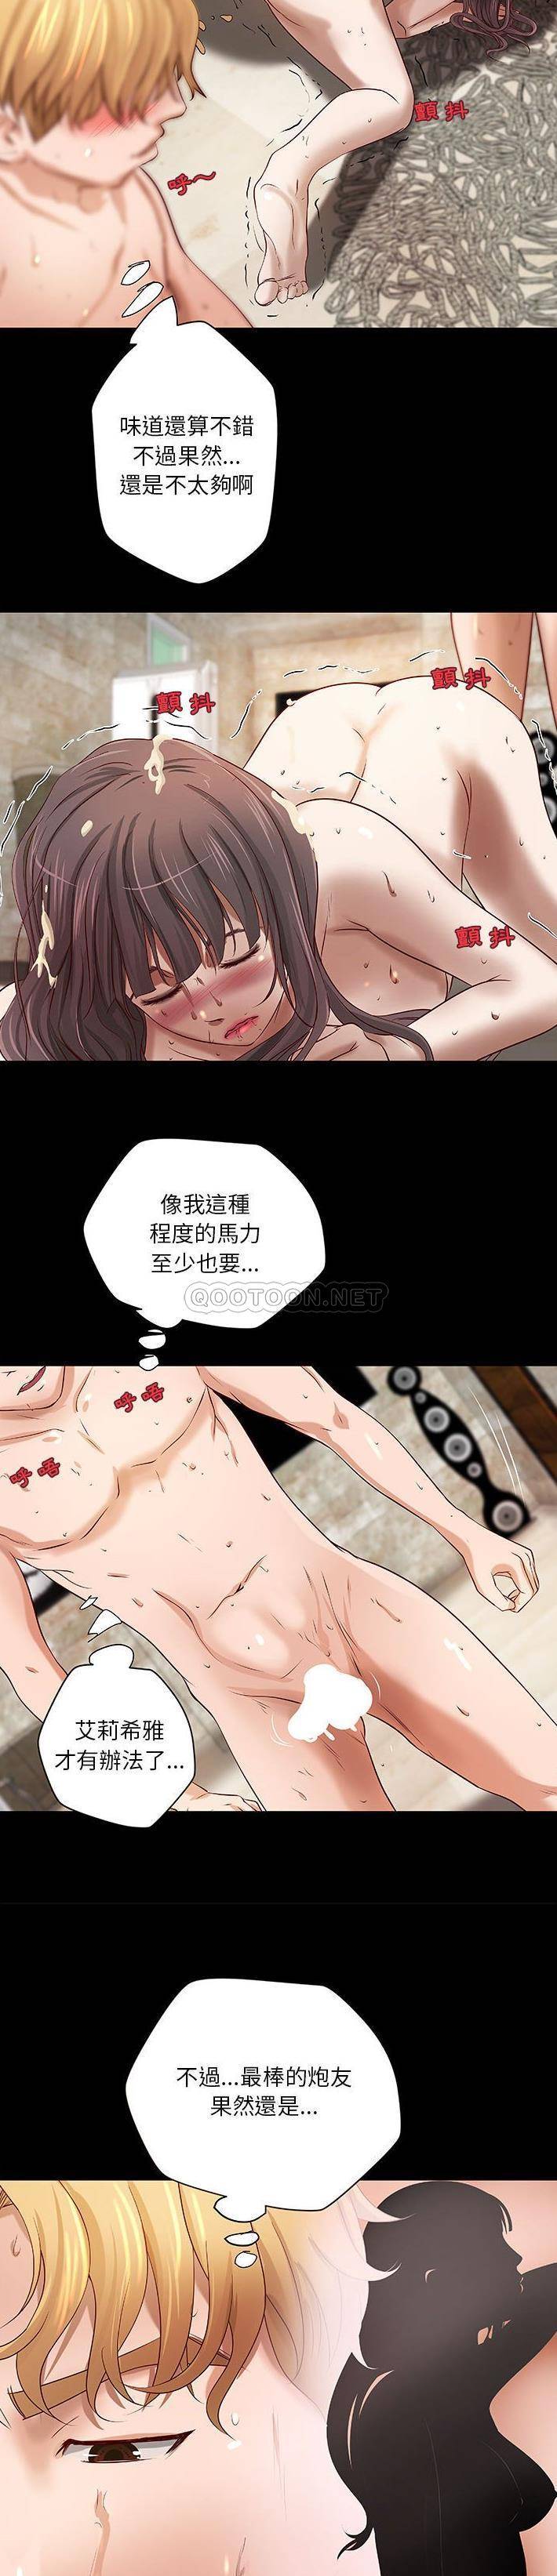 顫抖
呼～
味道還算不錯
不過果然...
還是不太夠啊
顫抖
顫抖
顫抖
像我這種
程度的馬力
至少也要...
QOOTOON.NET
呼唔
呼唔
艾莉希雅
才有辦法了...
不過...最棒的炮友
果然還是...